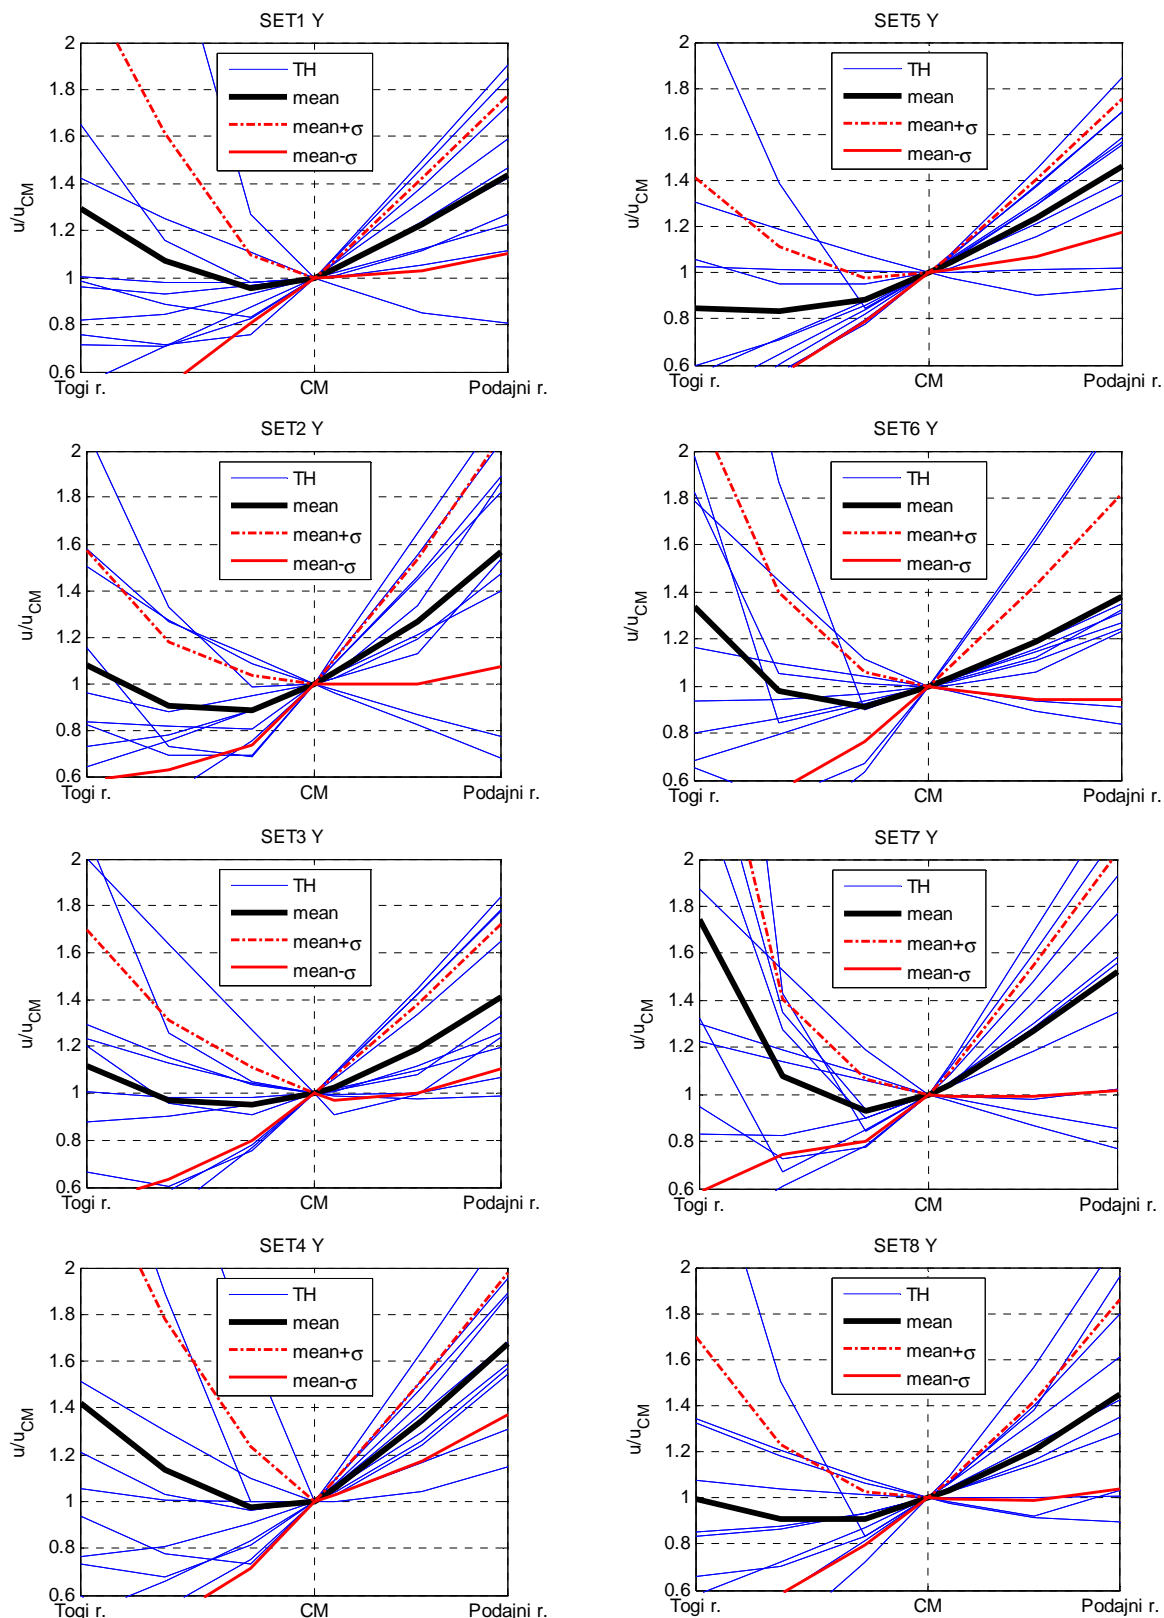 SET1 Y
2
1.8
1.6
1.4
1.2
1
0.8
0.6
u/uCM
TH
mean
mean+σ
mean-σ
Togi r.
CM
Podajni r.
SET5 Y
2
1.8
1.6
1.4
1.2
1
0.8
0.6
u/uCM
TH
mean
mean+σ
mean-σ
Togi r.
CM
Podajni r.
SET2 Y
2
1.8
1.6
1.4
1.2
1
0.8
0.6
u/uCM
TH
mean
mean+σ
mean-σ
Togi r.
CM
Podajni r.
SET6 Y
2
1.8
1.6
1.4
1.2
1
0.8
0.6
u/uCM
TH
mean
mean+σ
mean-σ
Togi r.
CM
Podajni r.
SET3 Y
2
1.8
1.6
1.4
1.2
1
0.8
0.6
u/uCM
TH
mean
mean+σ
mean-σ
Togi r.
CM
Podajni r.
SET7 Y
2
1.8
1.6
1.4
1.2
1
0.8
0.6
u/uCM
TH
mean
mean+σ
mean-σ
Togi r.
CM
Podajni r.
SET4 Y
2
1.8
1.6
1.4
1.2
1
0.8
0.6
u/uCM
TH
mean
mean+σ
mean-σ
Togi r.
CM
Podajni r.
SET8 Y
2
1.8
1.6
1.4
1.2
1
0.8
0.6
u/uCM
TH
mean
mean+σ
mean-σ
Togi r.
CM
Podajni r.